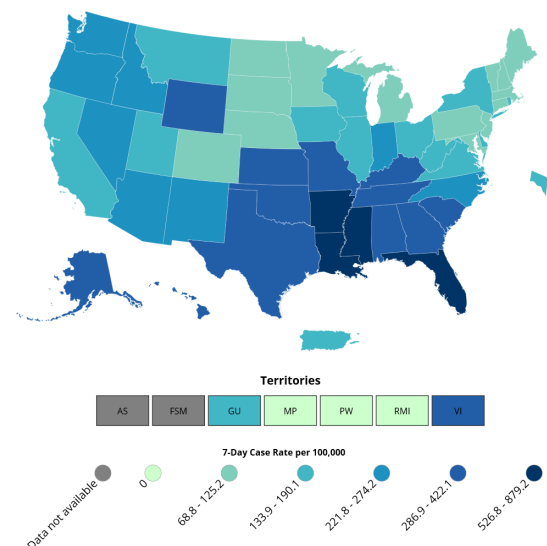 Territories
AS FSM GU MP PW RMI VI
7-Day Case Rate per 100,000
Data not available 0 68.8 - 125.2 133.9 - 190.1 221.8 - 274.2 286.9 - 422.1 526.8 - 879.2